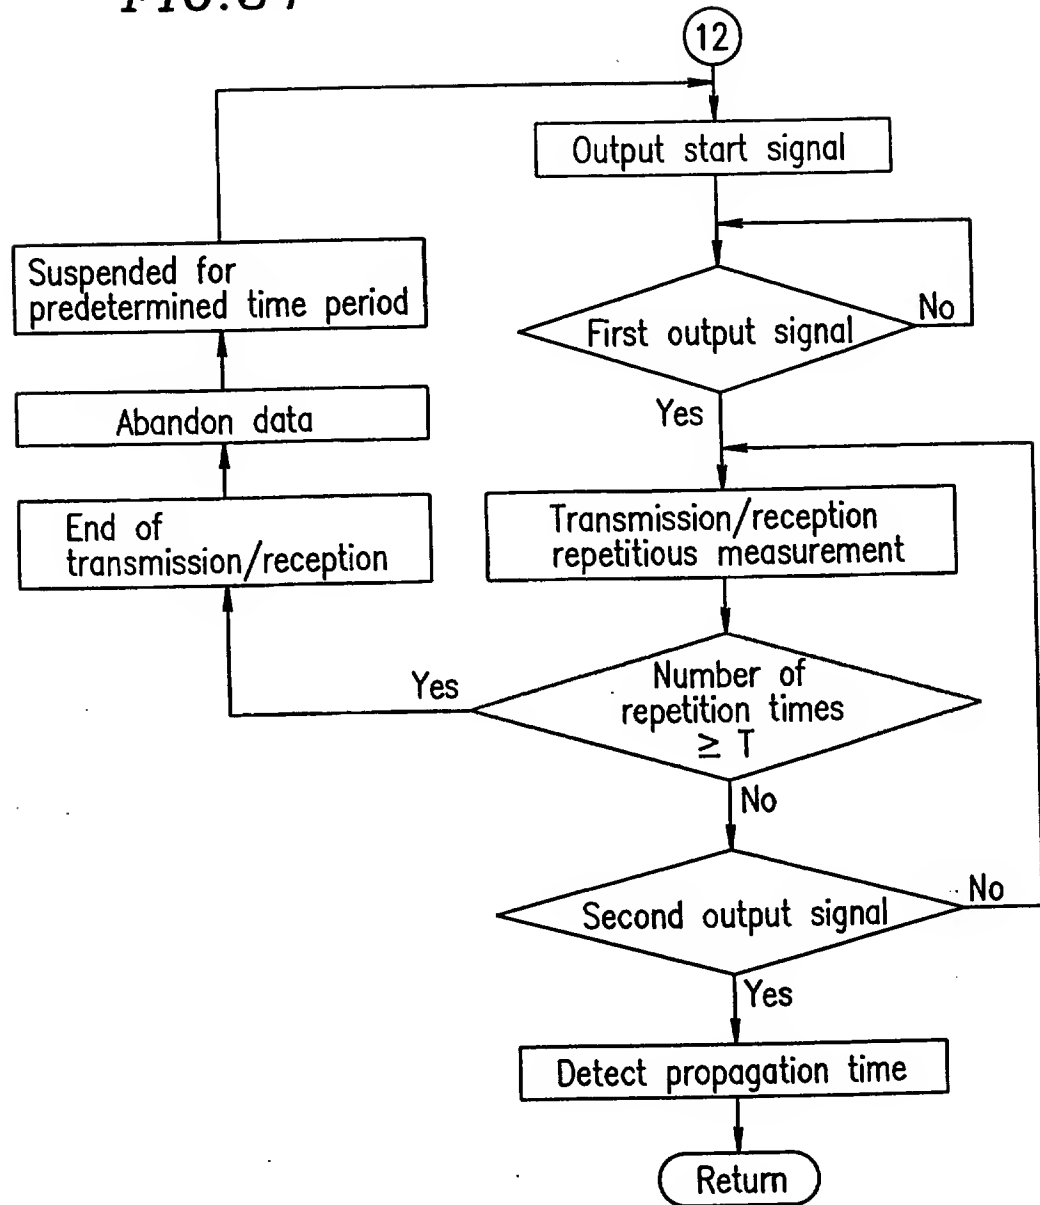 12
Output start signal
Suspended for
predetermined time period
First output signal
No
Yes
Abandon data
End of
transmission/reception
Transmission/reception
repetitious measurement
Yes
Number of
repetition times
≥ T
No
Second output signal
No
Yes
Detect propagation time
Return